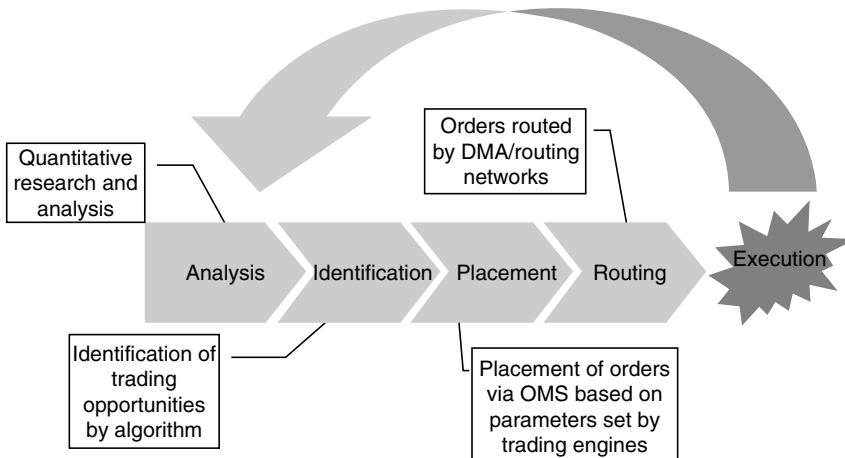 Quantitative
research and
analysis
Orders routed
by DMA/routing
networks
Analysis
Identification
Placement
Routing
Execution
Identification of
trading
opportunities
by algorithm
Placement of orders
via OMS based on
parameters set by
trading engines